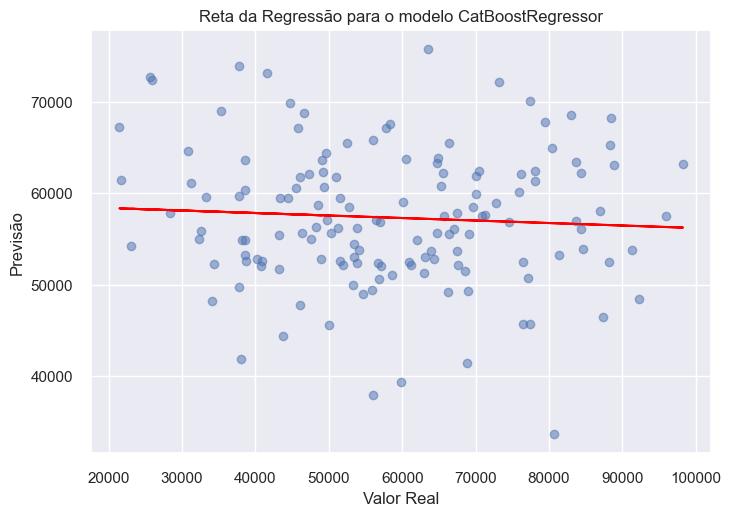 Reta da Regressão para o modelo CatBoostRegressor
70000
60000
50000
40000
Previsão
20000 30000 40000 50000 60000 70000 80000 90000 100000
Valor Real